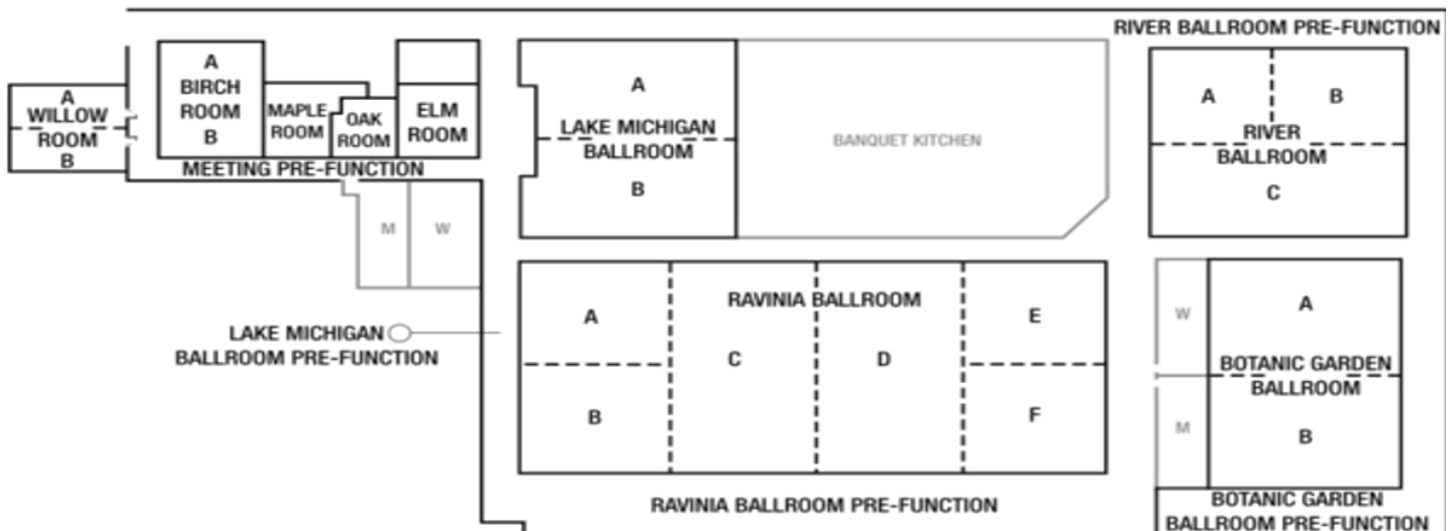 RIVER BALLROOM PRE-FUNCTION
A
WILLOW
ROOM
B
A
BIRCH
ROOM
B
MAPLE
ROOM
OAK
ROOM
ELM
ROOM
MEETING PRE-FUNCTION
M
W
A
LAKE MICHIGAN
BALLROOM
B
BANQUET KITCHEN
A
B
RIVER
BALLROOM
C
LAKE MICHIGAN
BALLROOM PRE-FUNCTION
RAVINIA BALLROOM
A
B
C
D
E
F
RAVINIA BALLROOM PRE-FUNCTION
W
M
A
BOTANIC GARDEN
BALLROOM
B
BOTANIC GARDEN
BALLROOM PRE-FUNCTION